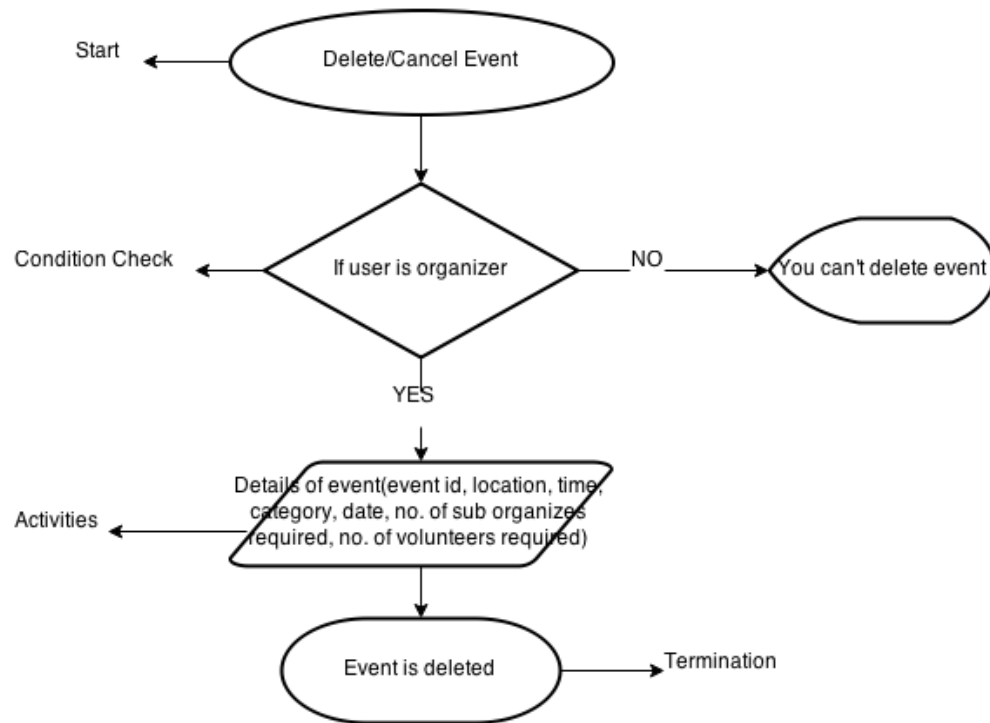 Start
Delete/Cancel Event
Condition Check
If user is organizer
NO
You can't delete event
YES
Activities
Details of event(event id, location, time,
category, date, no. of sub organizes
required, no. of volunteers required)
Event is deleted
Termination